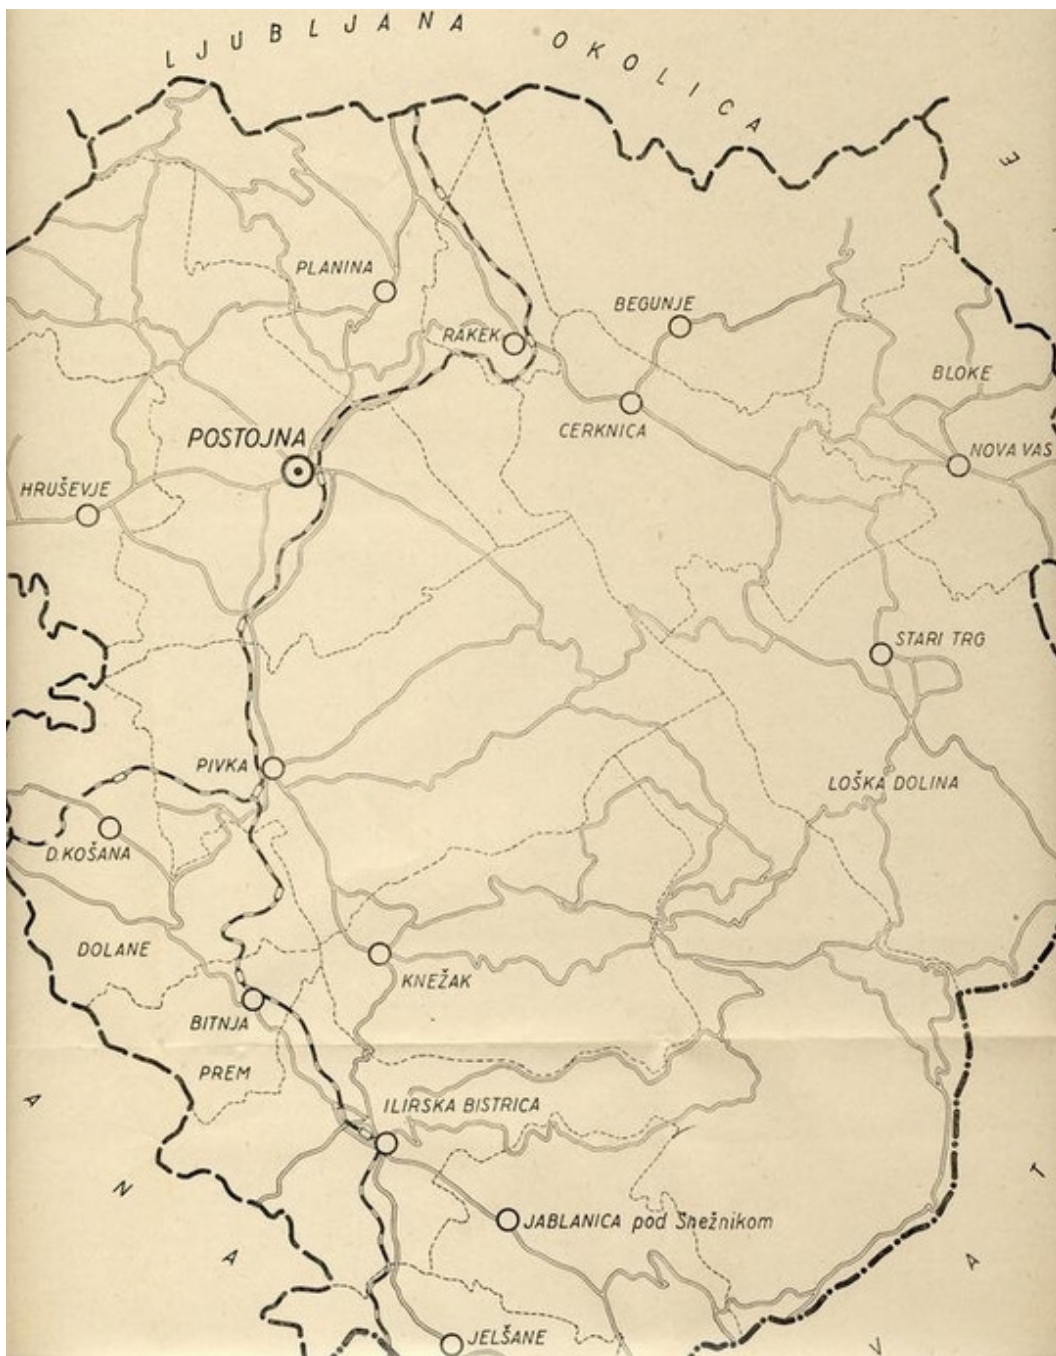 LJUBLJANA OKOLICA
PLANINA
BEGUNJE
RAKEK
BLOKE
CERKNICA
POSTOJNA
NOVA VAS
HRUŠEVJE
STARI TRG
PIVKA
LOŠKA DOLINA
D. KOŠANA
DOLANE
KNEŽAK
BITNJA
PREM
ILIRSKA BISTRICA
JABLANICA pod Snežnikom
JELŠANE
A
N
A
T
A
V